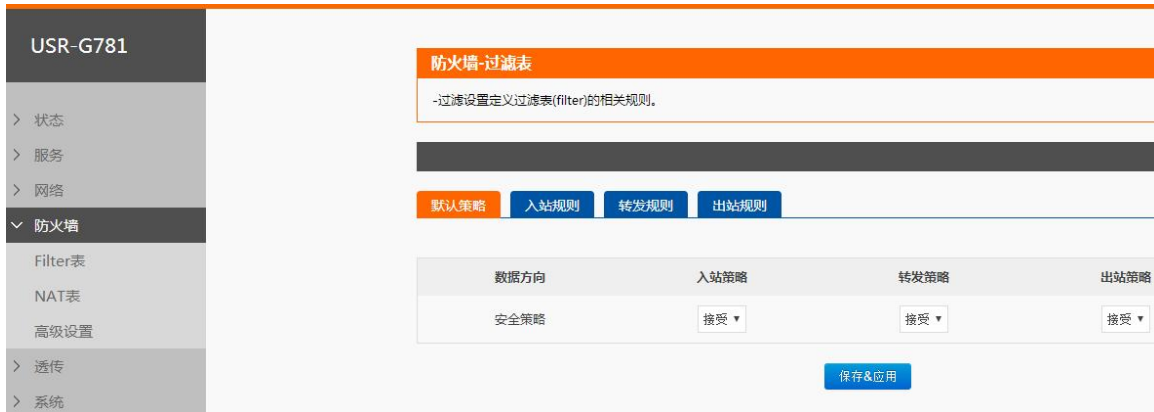 USR-G781
状态
服务
网络
防火墙
Filter表
NAT表
高级设置
透传
系统
防火墙-过滤表
-过滤设置定义过滤表(filter)的相关规则。
默认策略 入站规则 转发规则 出站规则
数据方向 入站策略 转发策略 出站策略
安全策略 接受 接受 接受
保存&应用